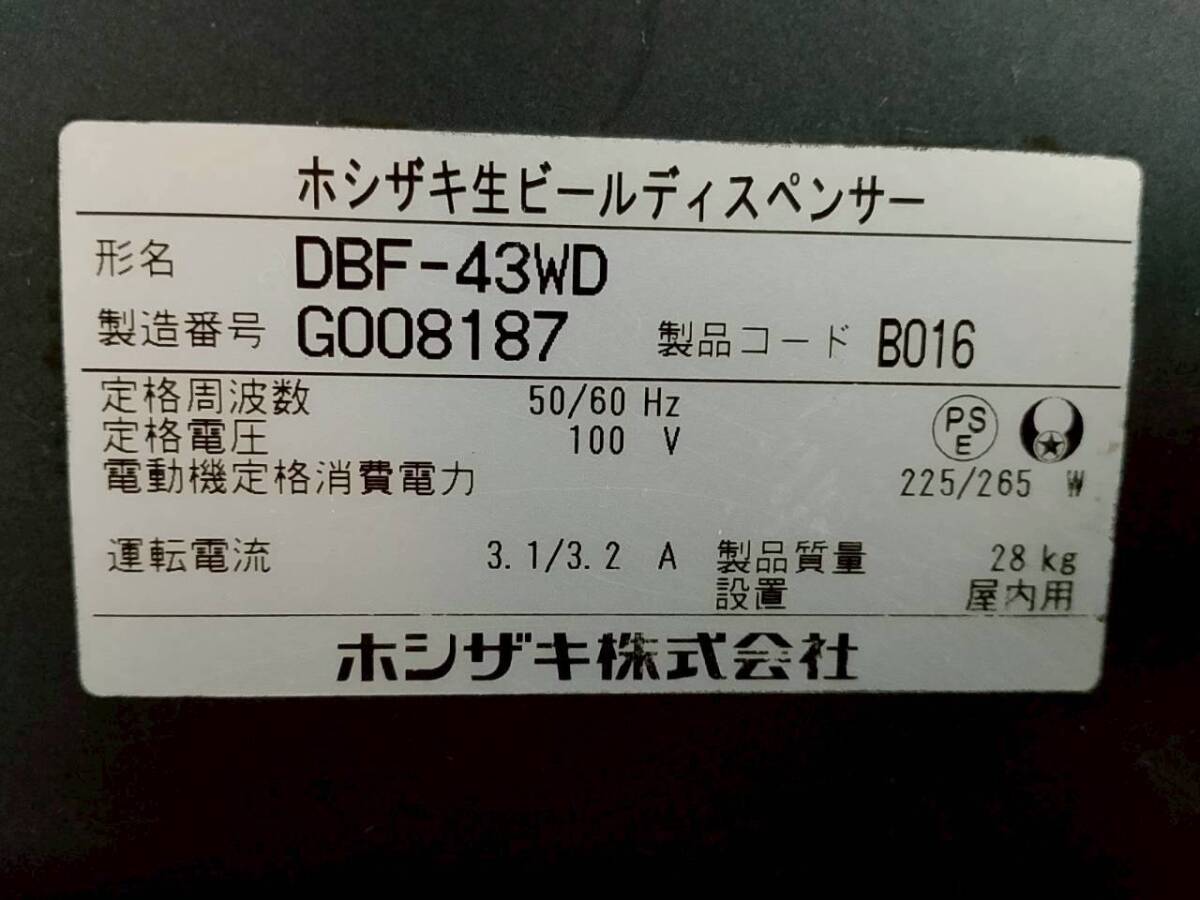 ホシザキ生ビールディスペンサー
形名 DBF-43WD
製造番号 G008187 製品コード B016
定格周波数 50/60 Hz
定格電圧 100 V
PS E
電動機定格消費電力 225/265 W
運転電流 3.1/3.2 A 製品質量 28 kg
設置 屋内用
ホシザキ株式会社